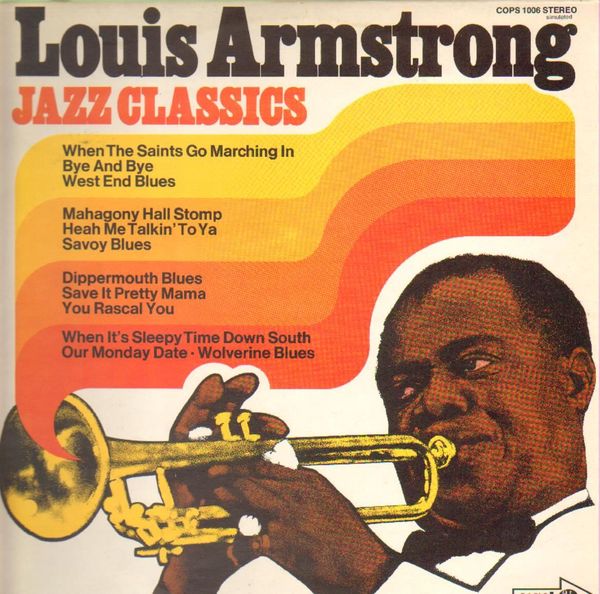 COPS 1006 STEREO
simulated
Louis Armstrong
JAZZ CLASSICS
When The Saints Go Marching In
Bye And Bye
West End Blues
Mahagony Hall Stomp
Heah Me Talkin' To Ya
Savoy Blues
Dippermouth Blues
Save It Pretty Mama
You Rascal You
When It's Sleepy Time Down South
Our Monday Date · Wolverine Blues